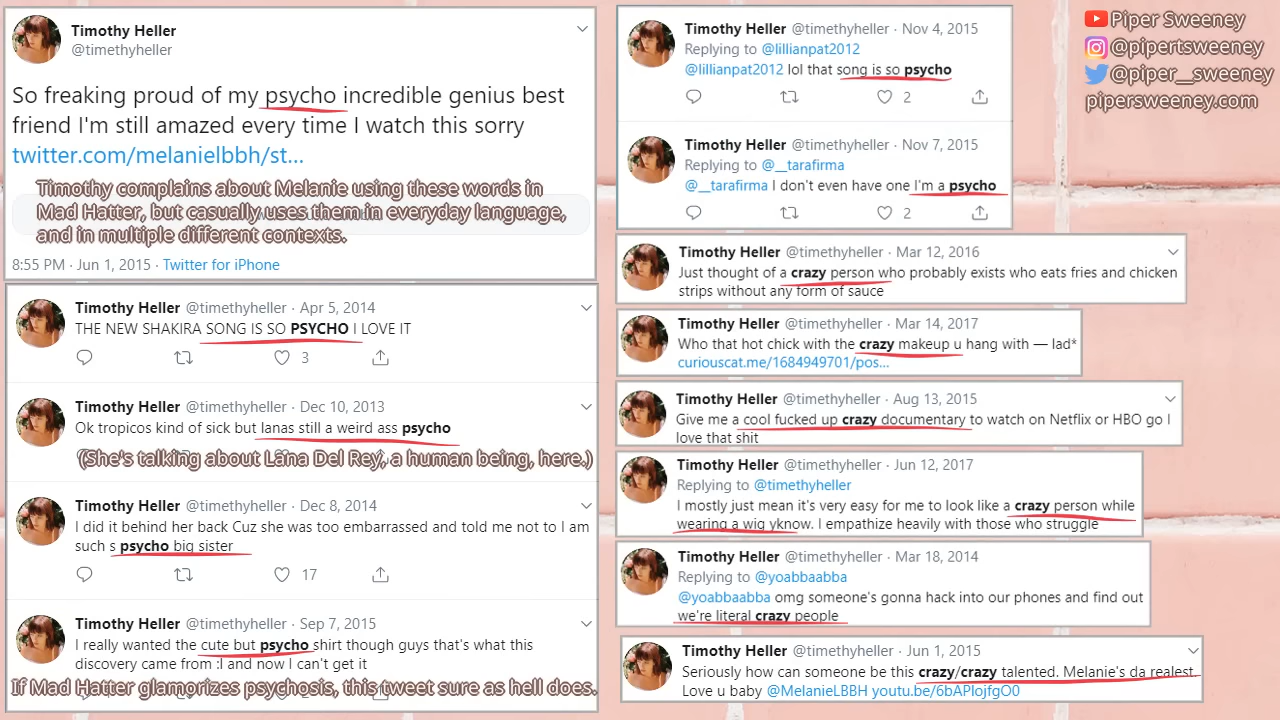 Timothy Heller
@timethyheller
So freaking proud of my psycho incredible genius best
friend I'm still amazed every time I watch this sorry
twitter.com/melanielbbh/st...
Timothy complains about Melanie using these words in
Mad Hatter, but casually uses them in everyday language,
and in multiple different contexts.
8:55 PM · Jun 1, 2015 · Twitter for iPhone
Timothy Heller @timethyheller · Apr 5, 2014
THE NEW SHAKIRA SONG IS SO PSYCHO I LOVE IT
3
Timothy Heller @timethyheller · Dec 10, 2013
Ok tropicos kind of sick but lanas still a weird ass psycho
(She's talking about Lana Del Rey, a human being, here.)
Timothy Heller @timethyheller · Dec 8, 2014
I did it behind her back Cuz she was too embarrassed and told me not to I am
such s psycho big sister
17
Timothy Heller @timethyheller · Sep 7, 2015
I really wanted the cute but psycho shirt though guys that's what this
discovery came from :I and now I can't get it
If Mad Hatter glamorizes psychosis, this tweet sure as hell does.
Timothy Heller @timethyheller · Nov 4, 2015
Replying to @lillianpat2012
@lillianpat2012 lol that song is so psycho
2
Timothy Heller @timethyheller · Nov 7, 2015
Replying to @__tarafirma
@__tarafirma I don't even have one I'm a psycho
2
Timothy Heller @timethyheller · Mar 12, 2016
Just thought of a crazy person who probably exists who eats fries and chicken
strips without any form of sauce
Timothy Heller @timethyheller · Mar 14, 2017
Who that hot chick with the crazy makeup u hang with — lad*
curiouscat.me/1684949701/pos...
Timothy Heller @timethyheller · Aug 13, 2015
Give me a cool fucked up crazy documentary to watch on Netflix or HBO go I
love that shit
Timothy Heller @timethyheller · Jun 12, 2017
Replying to @timethyheller
I mostly just mean it's very easy for me to look like a crazy person while
wearing a wig yknow. I empathize heavily with those who struggle
Timothy Heller @timethyheller · Mar 18, 2014
Replying to @yoabbaabba
@yoabbaabba omg someone's gonna hack into our phones and find out
we're literal crazy people
Timothy Heller @timethyheller · Jun 1, 2015
Seriously how can someone be this crazy/crazy talented. Melanie's da realest.
Love u baby @MelanieLBBH youtu.be/6bAPlojfgO0
Piper Sweeney
@pipertsweeney
@piper__sweeney
pipersweeney.com